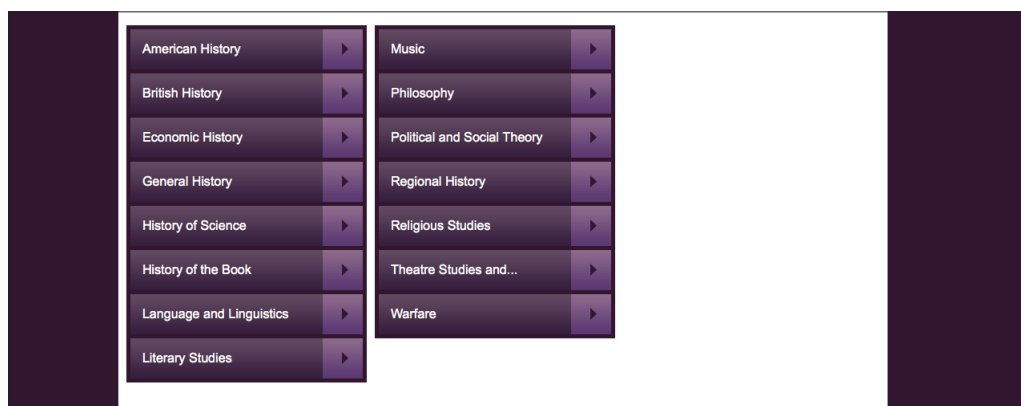 American History
British History
Economic History
General History
History of Science
History of the Book
Language and Linguistics
Literary Studies
Music
Philosophy
Political and Social Theory
Regional History
Religious Studies
Theatre Studies and...
Warfare